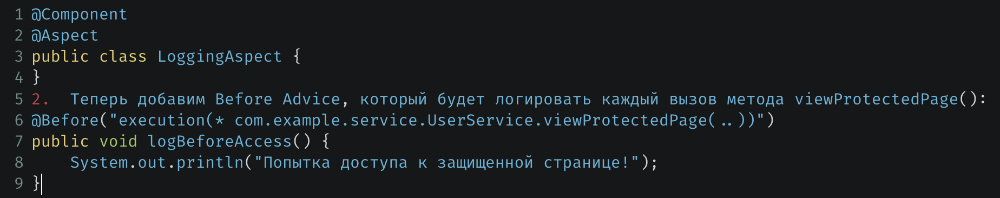 1 @Component
2 @Aspect
3 public class LoggingAspect {
4 }
5 2.  Теперь добавим Before Advice, который будет логировать каждый вызов метода viewProtectedPage():
6 @Before("execution(* com.example.service.UserService.viewProtectedPage(..))")
7 public void logBeforeAccess() {
8     System.out.println("Попытка доступа к защищенной странице!");
9 }